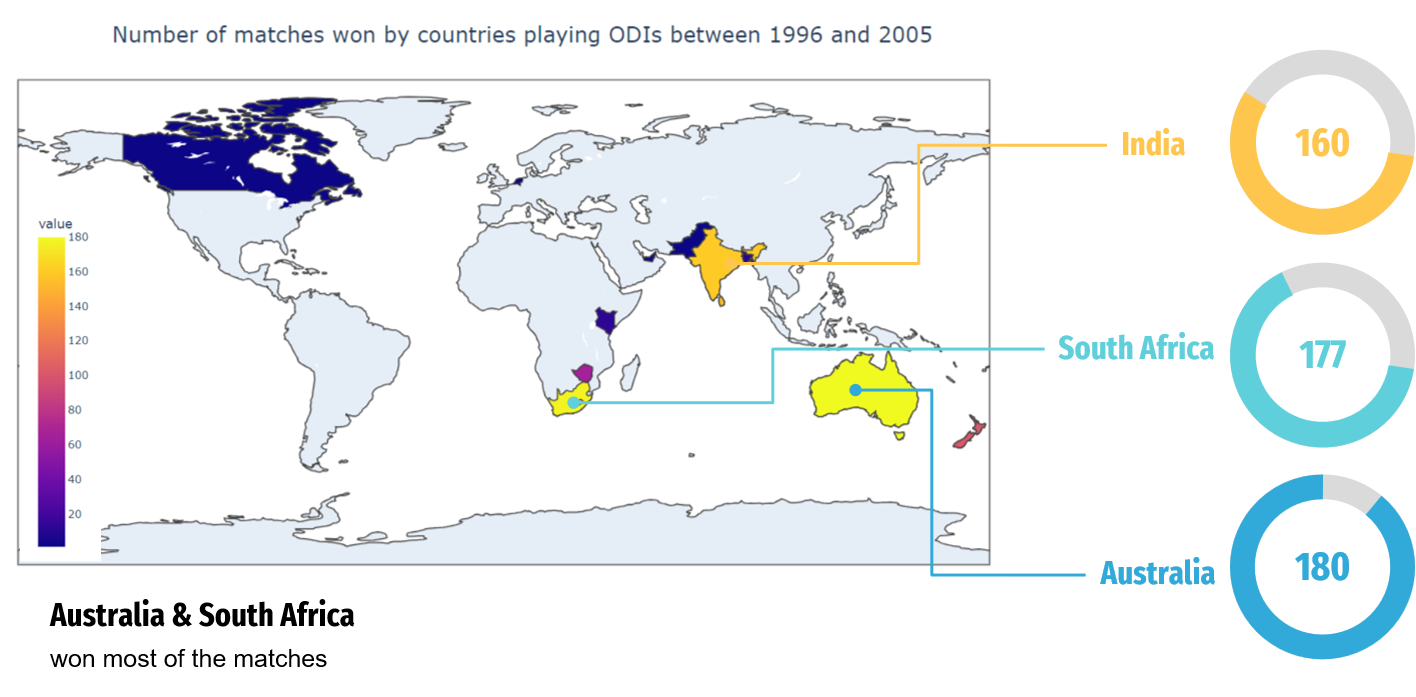 Number of matches won by countries playing ODIs between 1996 and 2005
India
160
value
180
160
140
120
100
80
60
40
20
South Africa
177
Australia
180
Australia & South Africa
won most of the matches